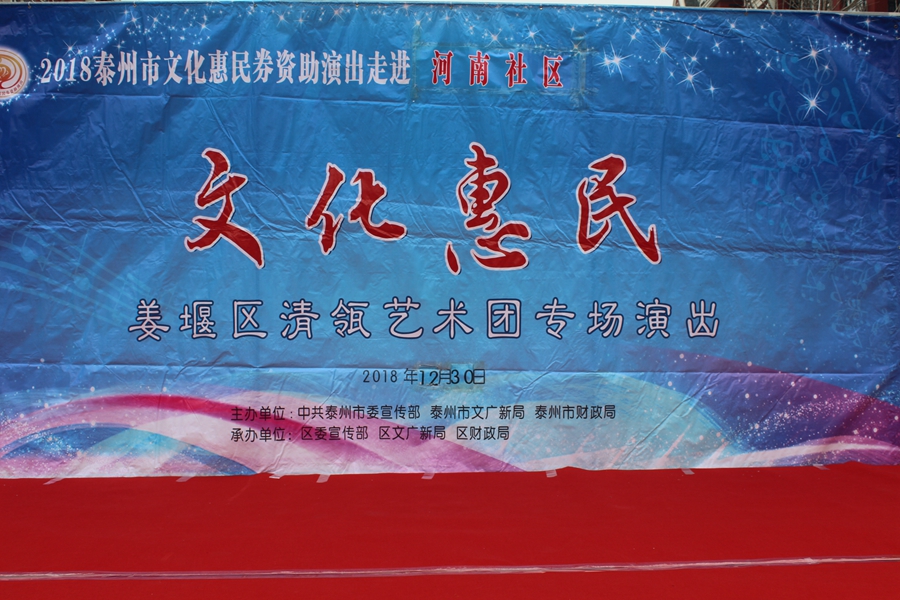 2018泰州市文化惠民券资助演出走进 河南社区
文化惠民
姜堰区清瓴艺术团专场演出
2018年12月30日
主办单位：中共泰州市委宣传部 泰州市文广新局 泰州市财政局
承办单位：区委宣传部 区文广新局 区财政局